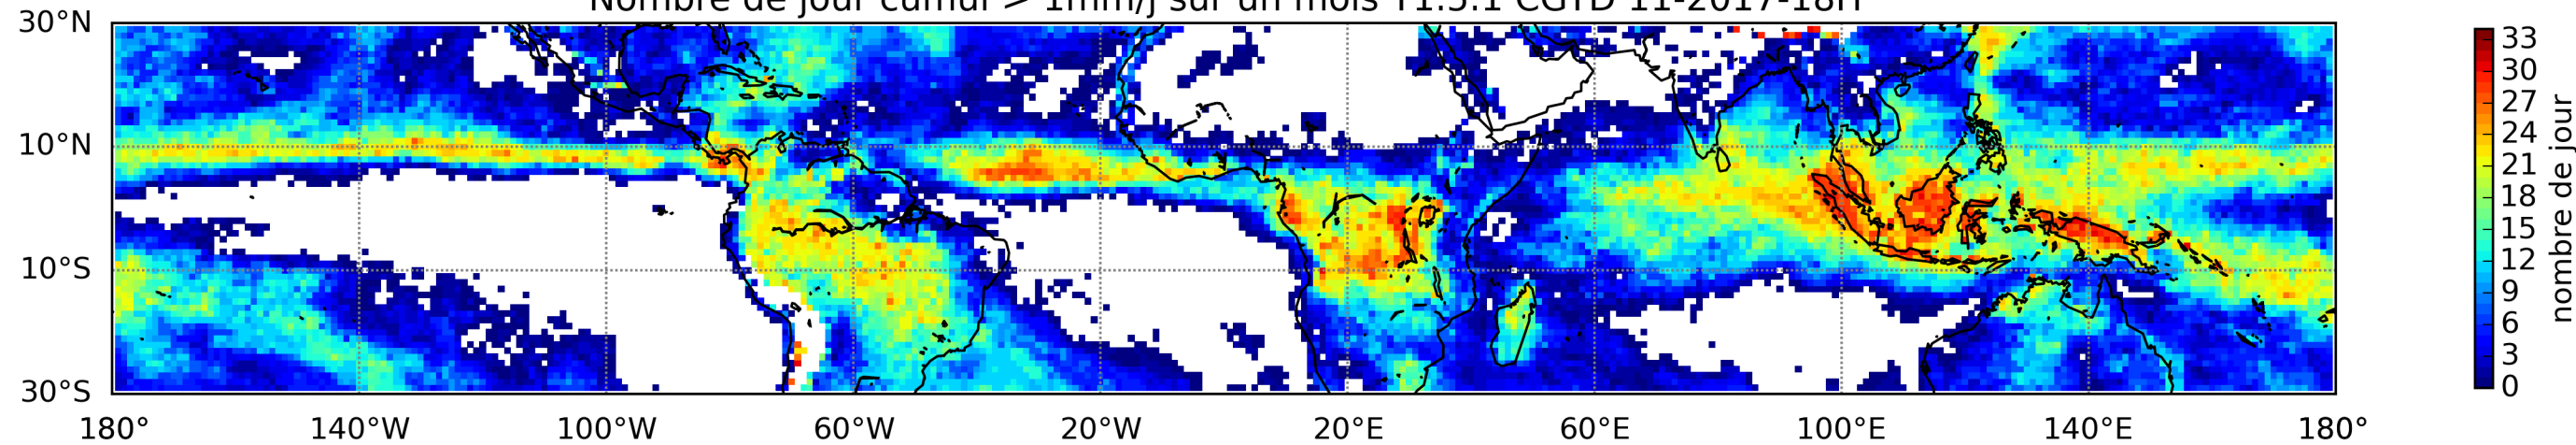 Nombre de jour cumul > 1mm/j sur un mois T1.5.1 CGTD 11-2017-18H
30°N
10°N
10°S
30°S
180° 140°W 100°W 60°W 20°W 20°E 60°E 100°E 140°E 180°
33
30
27
24
21
18
15
12
9
6
3
0
nombre de jour